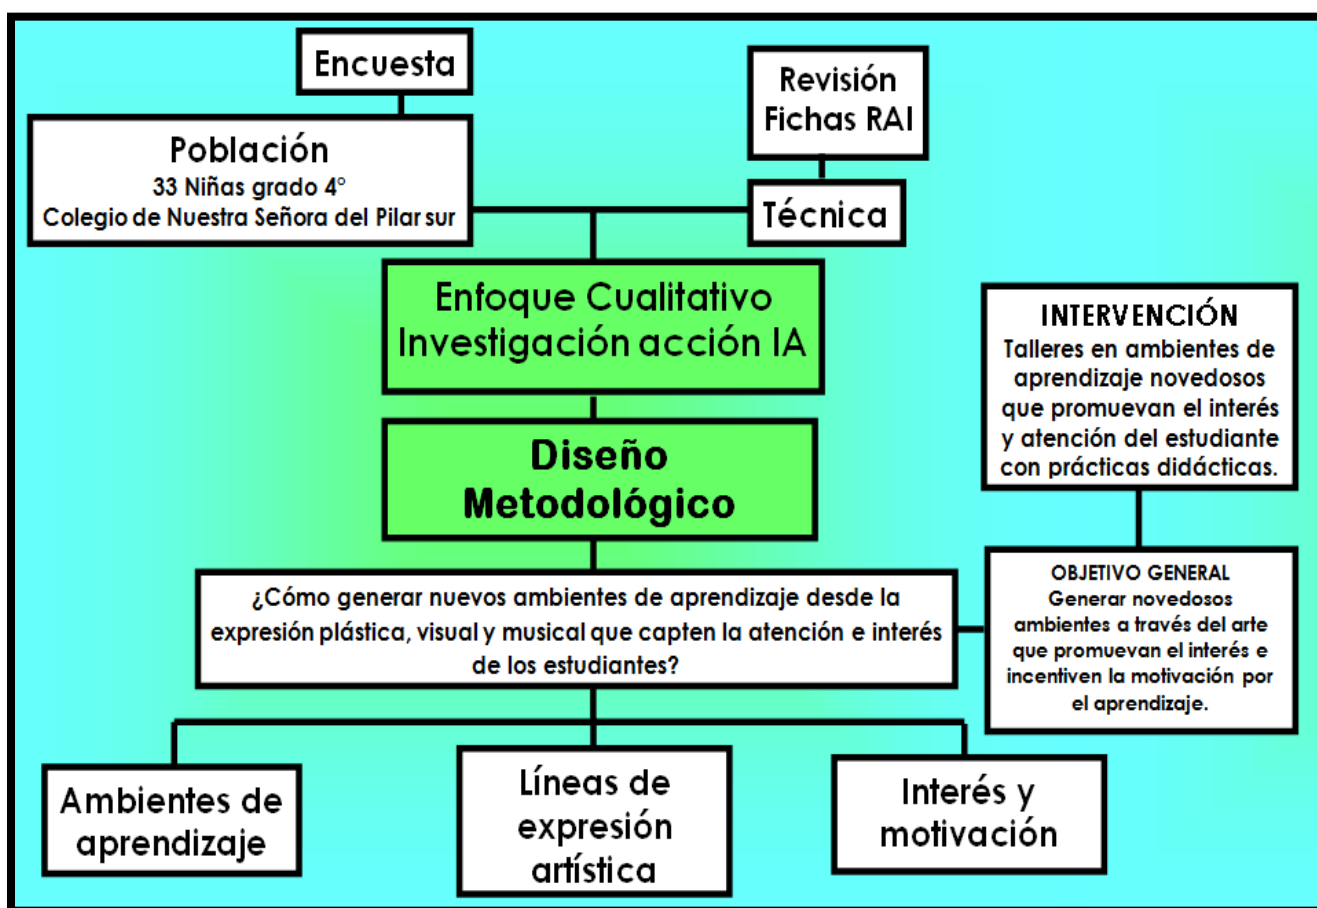 Encuesta
Revisión
Fichas RAI
Población
33 Niñas grado 4°
Colegio de Nuestra Señora del Pilar sur
Técnica
Enfoque Cualitativo
Investigación acción IA
INTERVENCIÓN
Talleres en ambientes de
aprendizaje novedosos
que promuevan el interés
y atención del estudiante
con prácticas didácticas.
Diseño
Metodológico
¿Cómo generar nuevos ambientes de aprendizaje desde la
expresión plástica, visual y musical que capten la atención e interés
de los estudiantes?
OBJETIVO GENERAL
Generar novedosos
ambientes a través del arte
que promuevan el interés e
incentiven la motivación por
el aprendizaje.
Ambientes de
aprendizaje
Líneas de
expresión
artística
Interés y
motivación